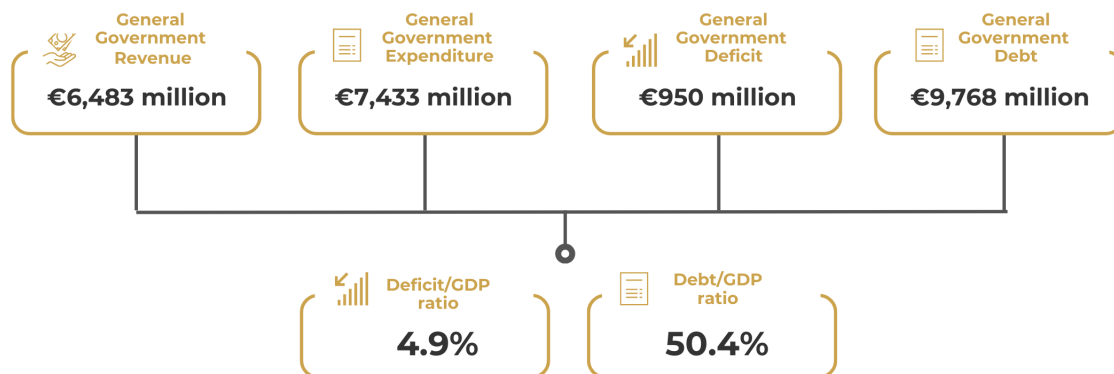 General
Government
Revenue
€6,483 million
General
Government
Expenditure
€7,433 million
General
Government
Deficit
€950 million
General
Government
Debt
€9,768 million
Deficit/GDP
ratio
4.9%
Debt/GDP
ratio
50.4%